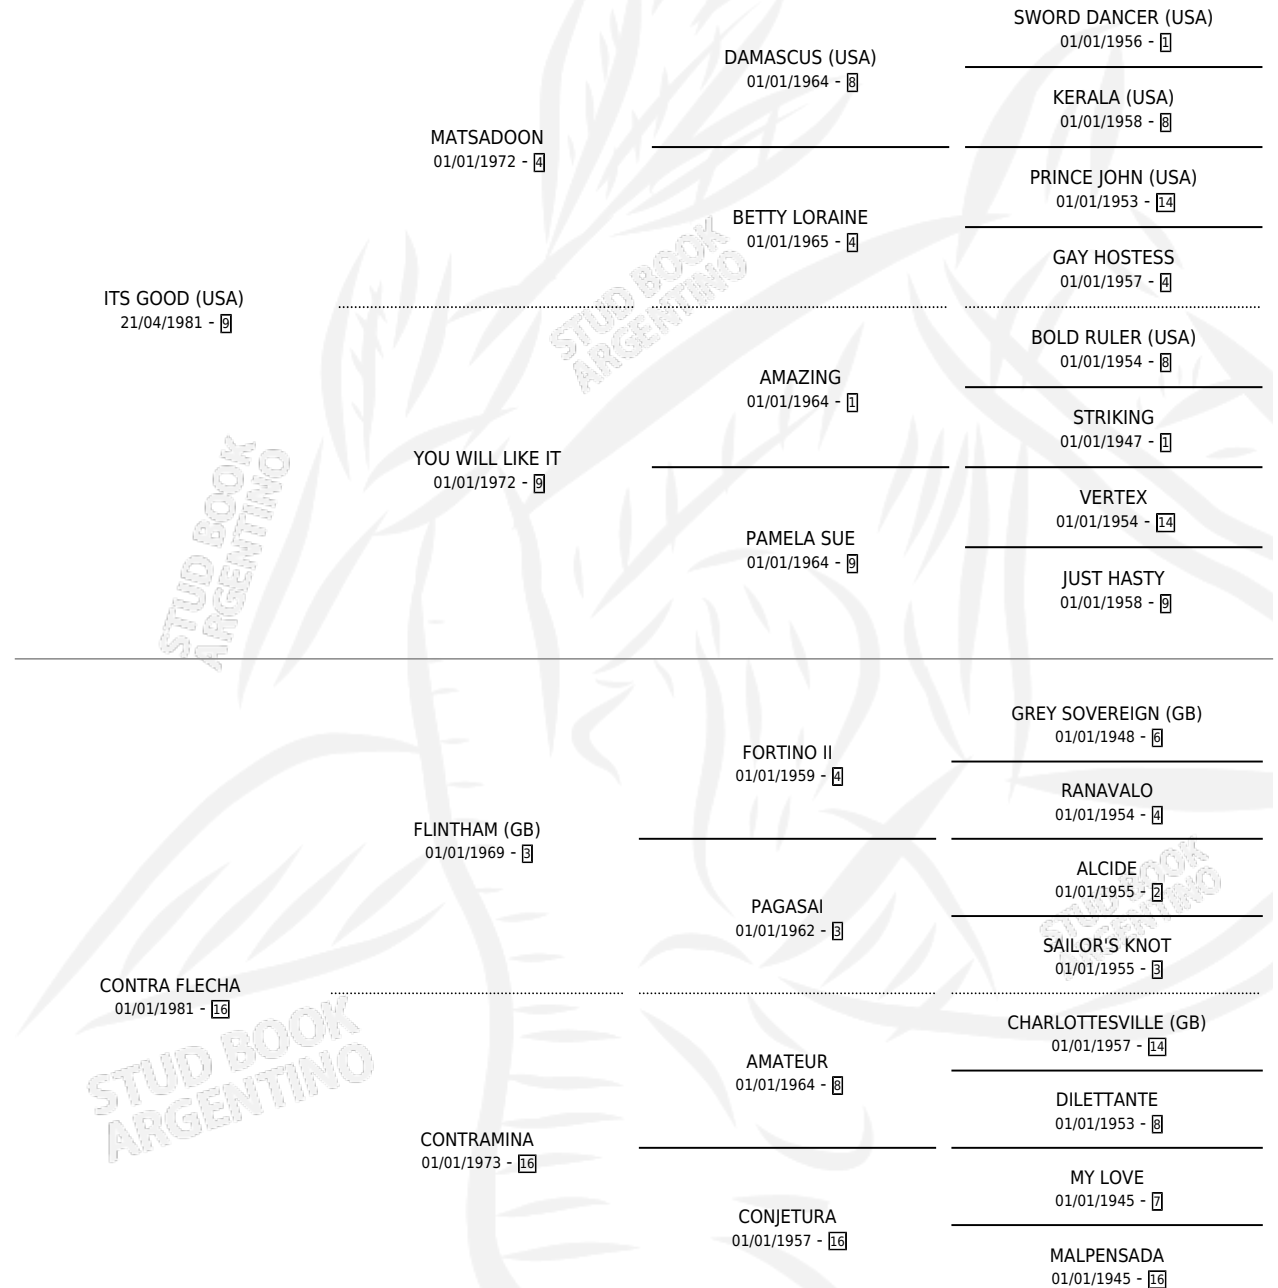 SWORD DANCER (USA)
01/01/1956 - 1
DAMASCUS (USA)
01/01/1964 - 8
KERALA (USA)
01/01/1958 - 8
MATSADOON
01/01/1972 - 4
PRINCE JOHN (USA)
01/01/1953 - 14
BETTY LORAINE
01/01/1965 - 4
GAY HOSTESS
01/01/1957 - 4
ITS GOOD (USA)
21/04/1981 - 9
BOLD RULER (USA)
01/01/1954 - 8
AMAZING
01/01/1964 - 1
STRIKING
01/01/1947 - 1
YOU WILL LIKE IT
01/01/1972 - 9
VERTEX
01/01/1954 - 14
PAMELA SUE
01/01/1964 - 9
JUST HASTY
01/01/1958 - 9
GREY SOVEREIGN (GB)
01/01/1948 - 6
FORTINO II
01/01/1959 - 4
RANAVALO
01/01/1954 - 4
FLINTHAM (GB)
01/01/1969 - 3
ALCIDE
01/01/1955 - 2
PAGASAI
01/01/1962 - 3
SAILOR'S KNOT
01/01/1955 - 3
CONTRA FLECHA
01/01/1981 - 16
CHARLOTTESVILLE (GB)
01/01/1957 - 14
AMATEUR
01/01/1964 - 8
DILETTANTE
01/01/1953 - 8
CONTRAMINA
01/01/1973 - 16
MY LOVE
01/01/1945 - 7
CONJETURA
01/01/1957 - 16
MALPENSADA
01/01/1945 - 16
STUD BOOK
ARGENTINO
STUD BOOK
ARGENTINO
STUD BOOK
ARGENTINO
STUD BOOK
ARGENTINO